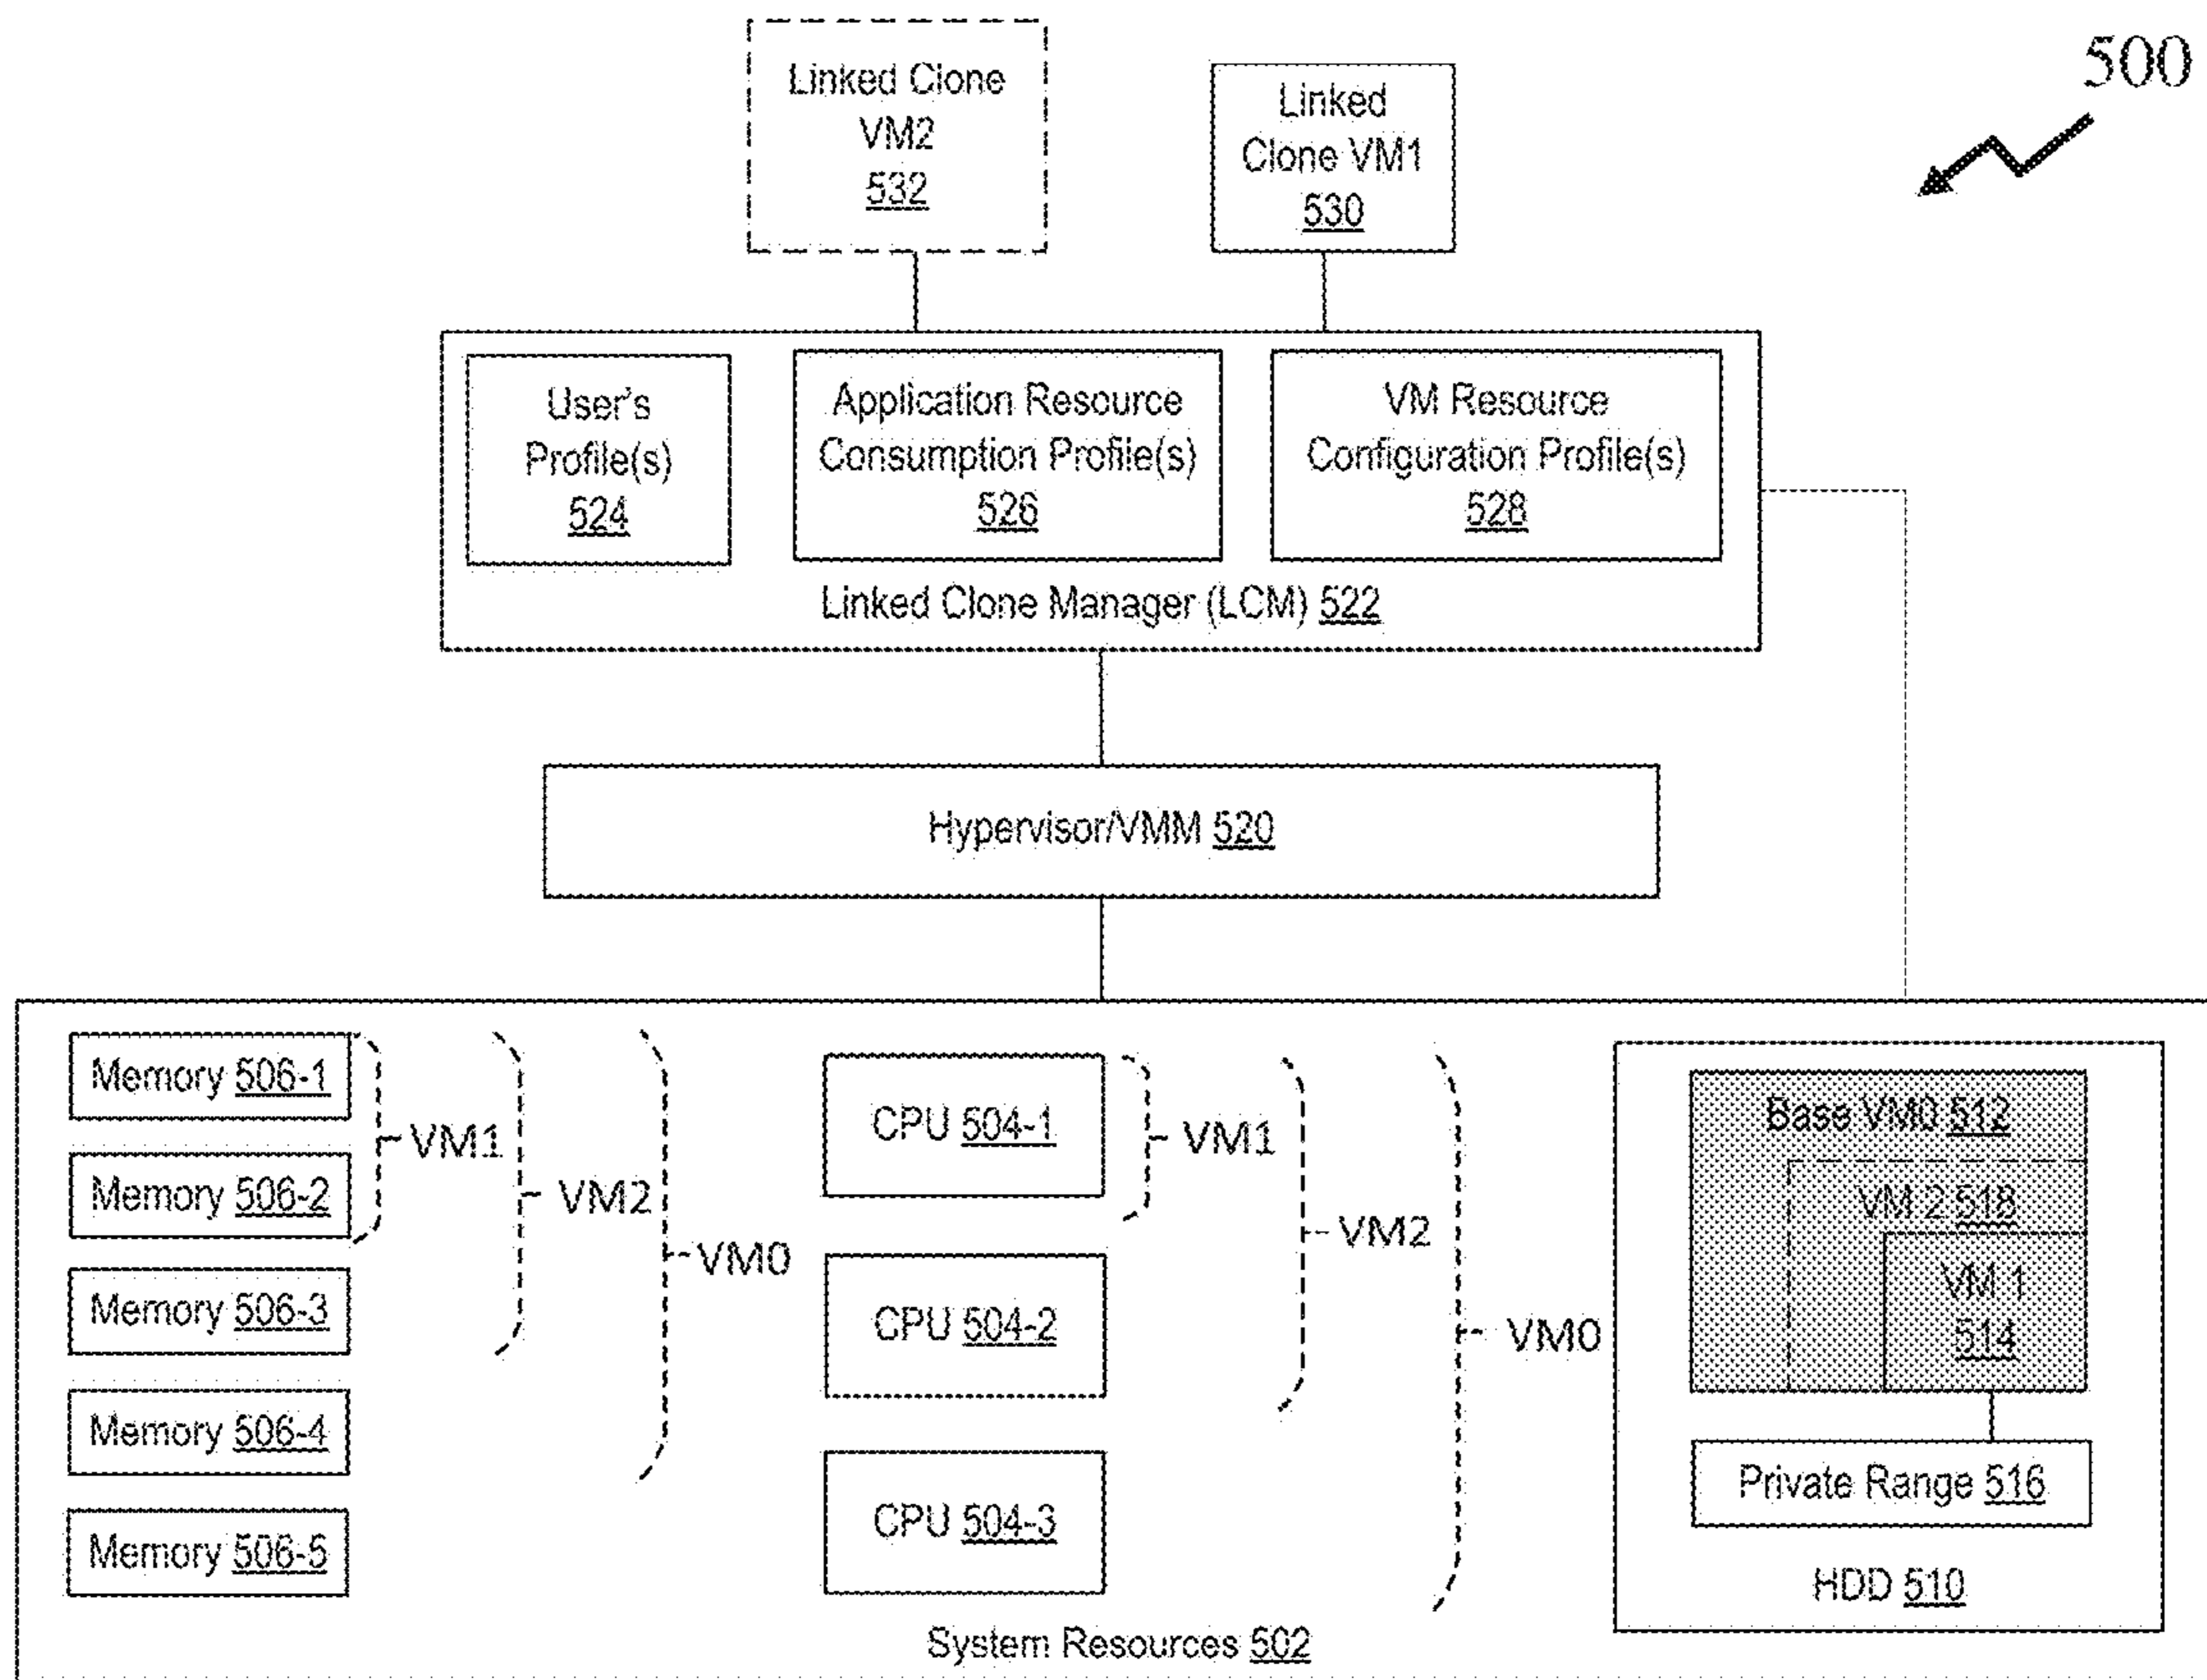 500
Linked Clone
VM2
532
Linked
Clone VM1
530
User's
Profile(s)
524
Application Resource
Consumption Profile(s)
526
VM Resource
Configuration Profile(s)
528
Linked Clone Manager (LCM) 522
Hypervisor/VMM 520
Memory 506-1
Memory 506-2
Memory 506-3
Memory 506-4
Memory 506-5
VM1
VM2
VM0
CPU 504-1
CPU 504-2
CPU 504-3
VM1
VM2
VM0
Base VM0 512
VM 2 518
VM 1
514
Private Range 516
HDD 510
System Resources 502